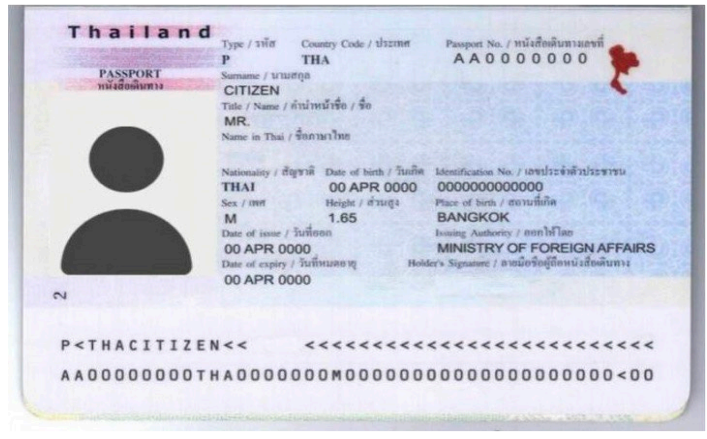 Thailand
PASSPORT
หนังสือเดินทาง
Type / รหัส Country Code / ประเทศ Passport No. / หนังสือเดินทางเลขที่
P THA AA0000000
Surname / นามสกุล
CITIZEN
Title / Name / คำนำหน้าชื่อ / ชื่อ
MR.
Name in Thai / ชื่อภาษาไทย
Nationality / สัญชาติ Date of birth / วันเกิด Identification No. / เลขประจำตัวประชาชน
THAI 00 APR 0000 0000000000000
Sex / เพศ Height / ส่วนสูง Place of birth / สถานที่เกิด
M 1.65 BANGKOK
Date of issue / วันที่ออก Issuing Authority / ออกให้โดย
00 APR 0000 MINISTRY OF FOREIGN AFFAIRS
Date of expiry / วันที่หมดอายุ Holder's Signature / ลายมือชื่อผู้ถือหนังสือเดินทาง
00 APR 0000
2
P<THACITIZEN<< <<<<<<<<<<<<<<<<<<<<<<<<<<
AA00000000THA0000000M0000000000000000000000<00